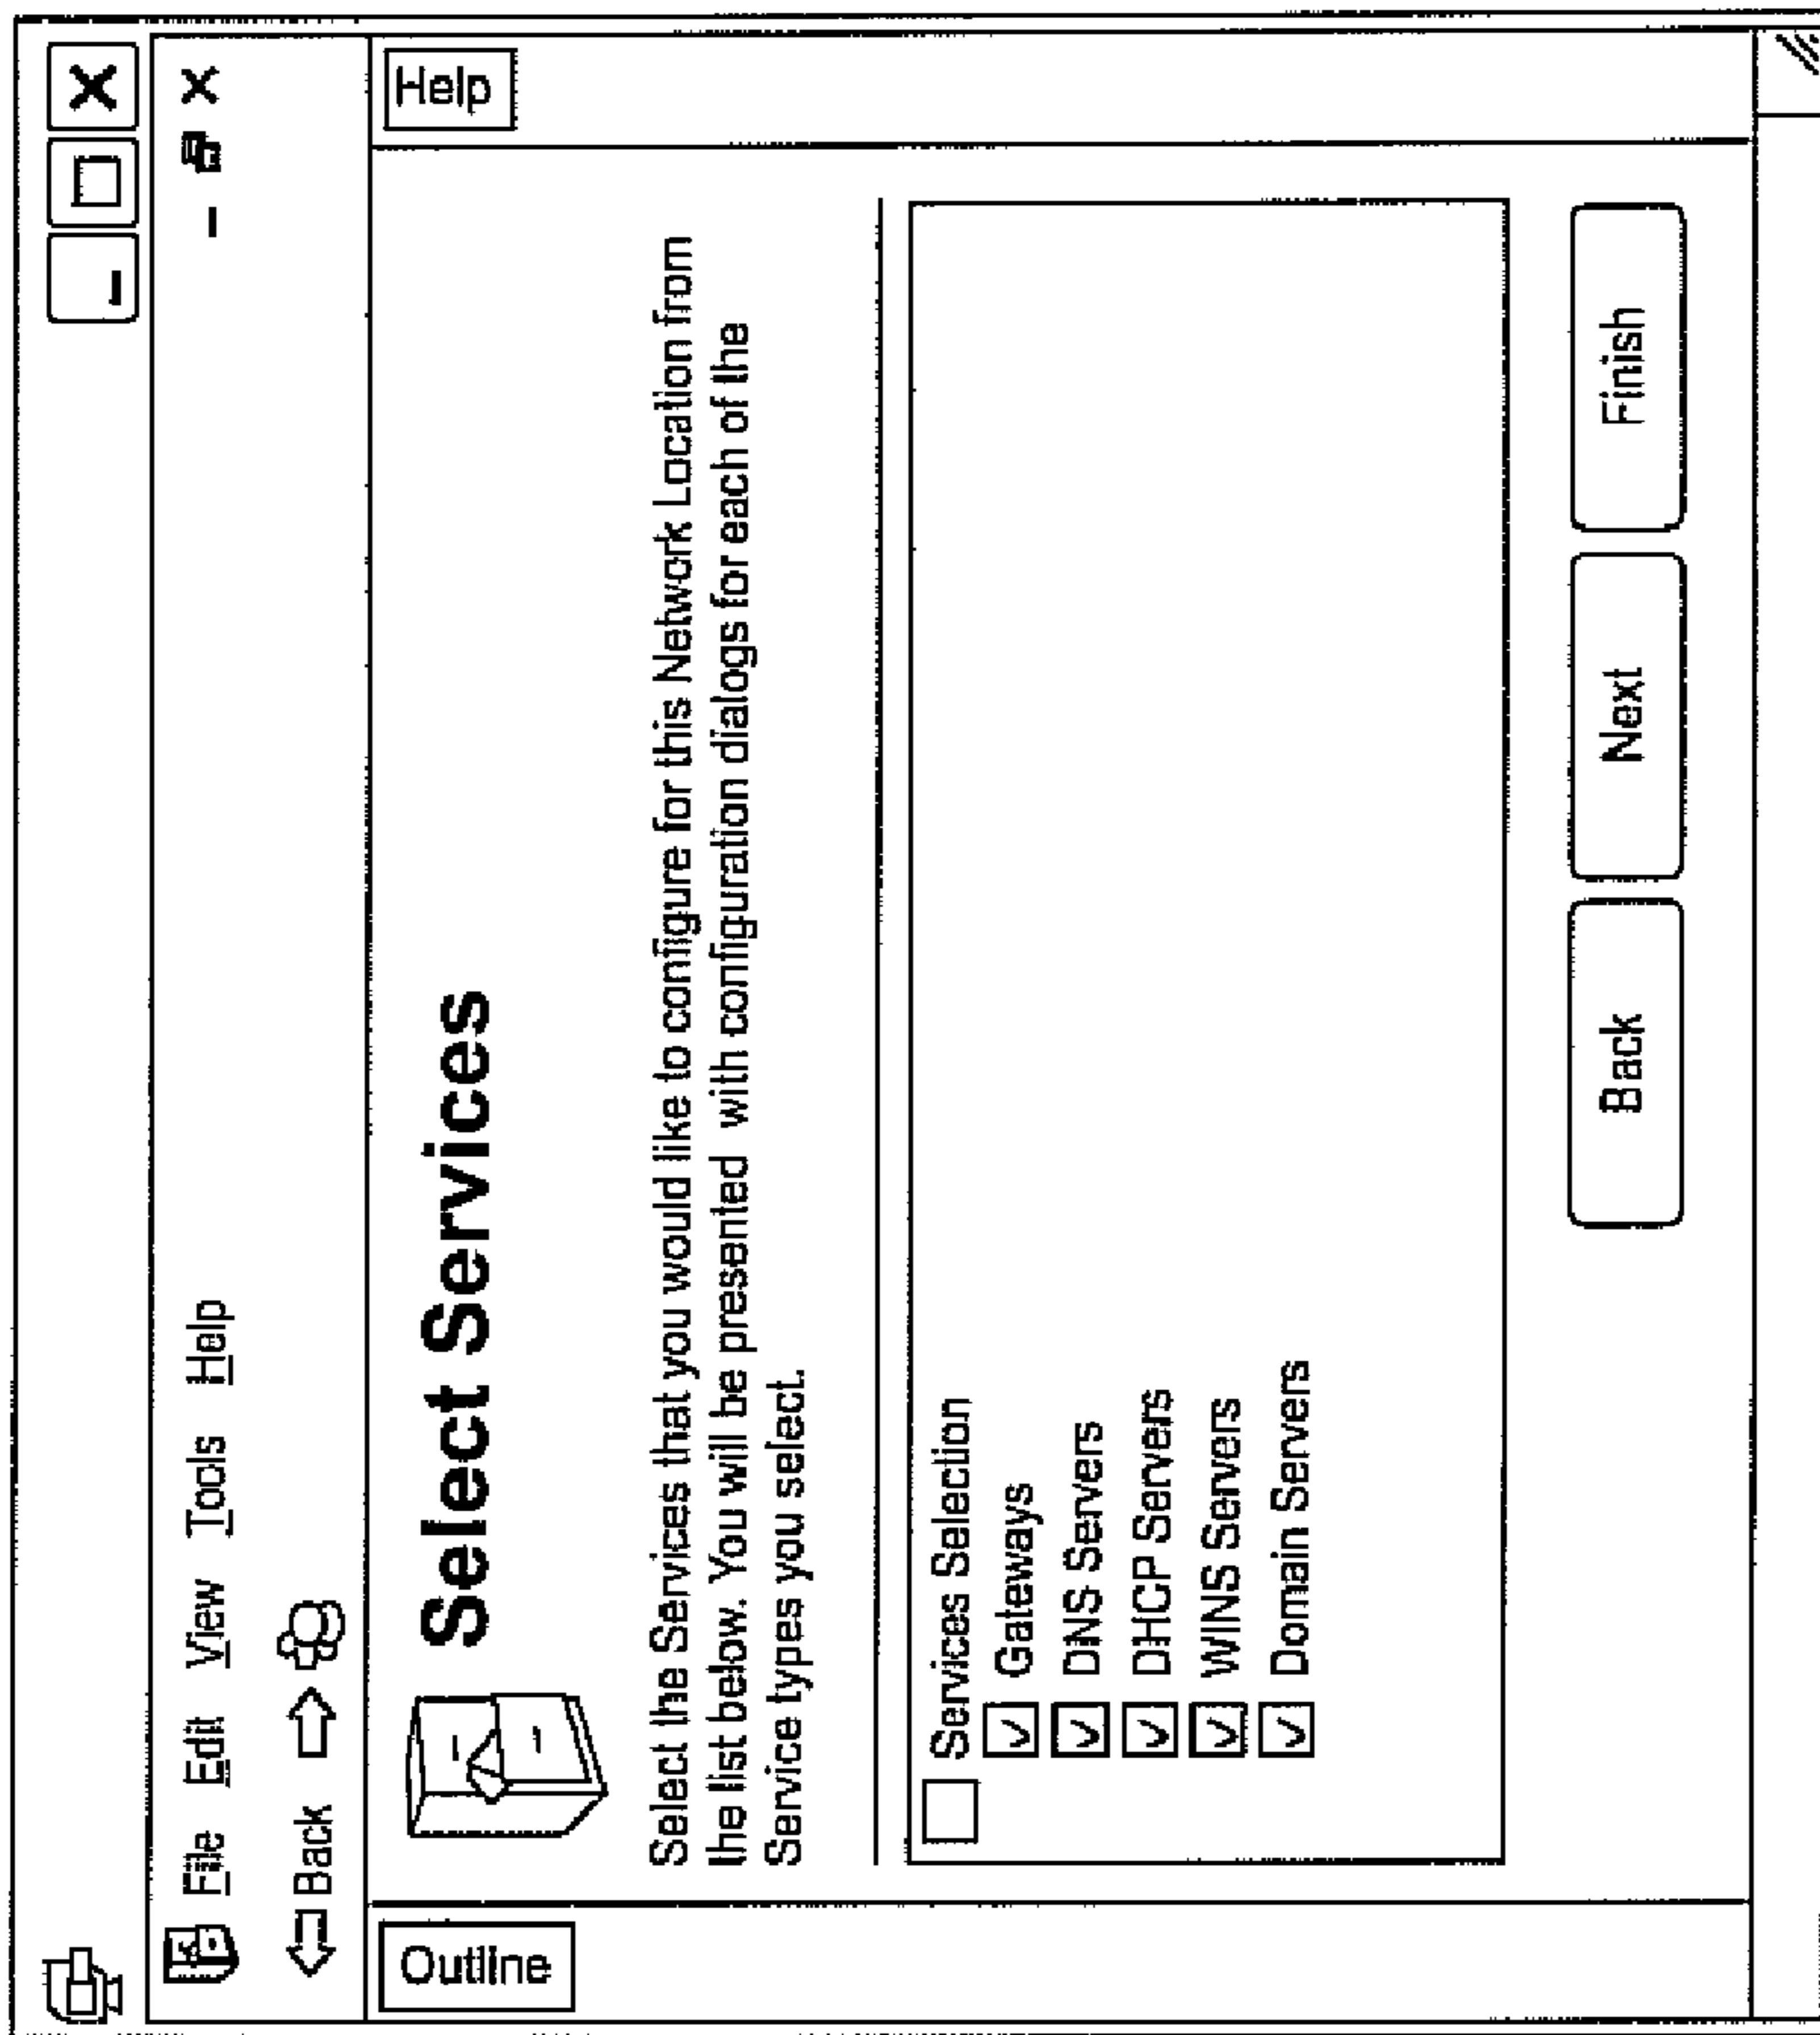 File Edit View Tools Help
Back
Outline
Help
Select Services
Select the Services that you would like to configure for this Network Location from
the list below. You will be presented with configuration dialogs for each of the
Service types you select.
Services Selection
Gateways
DNS Servers
DHCP Servers
WINS Servers
Domain Servers
Back Next Finish